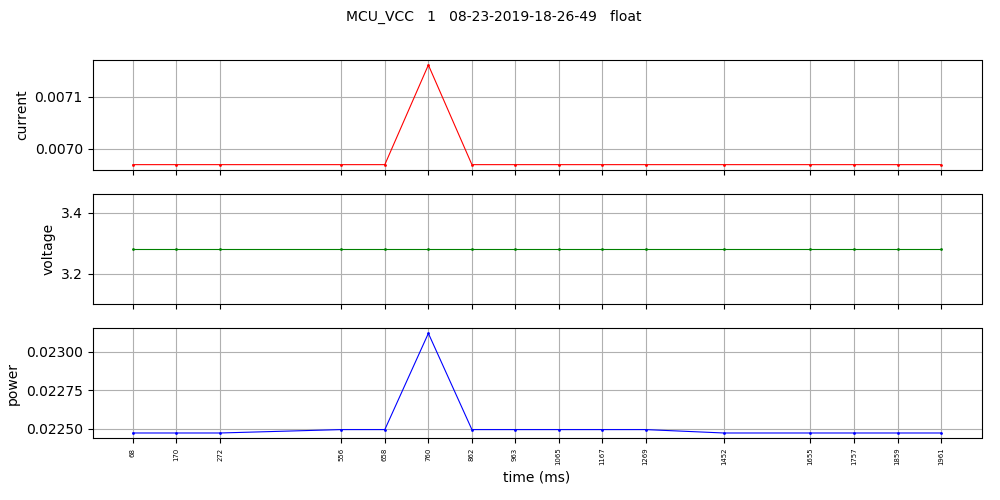 MCU_VCC   1   08-23-2019-18-26-49   float
current
0.0071
0.0070
voltage
3.4
3.2
power
0.02300
0.02275
0.02250
68 170 272 556 658 760 862 963 1065 1167 1269 1452 1655 1757 1859 1961
time (ms)